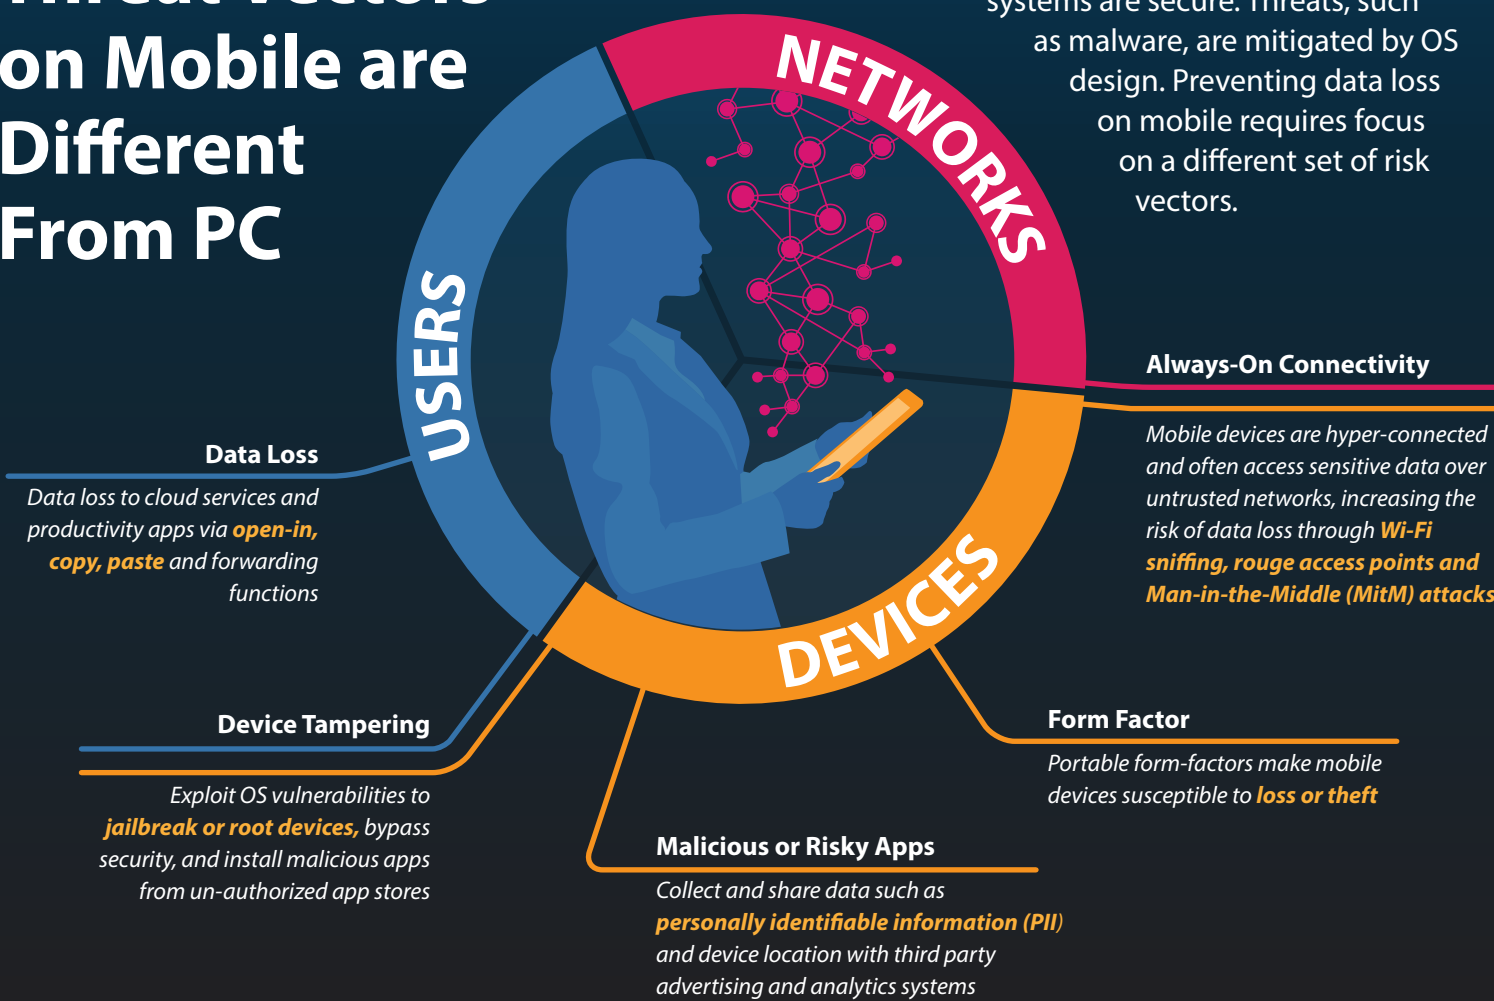 Threat Vectors
on Mobile are
Different
From PC
systems are secure. Threats, such
as malware, are mitigated by OS
design. Preventing data loss
on mobile requires focus
on a different set of risk
vectors.
NETWORKS
USERS
DEVICES
Always-On Connectivity
Mobile devices are hyper-connected
and often access sensitive data over
untrusted networks, increasing the
risk of data loss through Wi-Fi
sniffing, rouge access points and
Man-in-the-Middle (MitM) attacks
Data Loss
Data loss to cloud services and
productivity apps via open-in,
copy, paste and forwarding
functions
Device Tampering
Exploit OS vulnerabilities to
jailbreak or root devices, bypass
security, and install malicious apps
from un-authorized app stores
Form Factor
Portable form-factors make mobile
devices susceptible to loss or theft
Malicious or Risky Apps
Collect and share data such as
personally identifiable information (PII)
and device location with third party
advertising and analytics systems